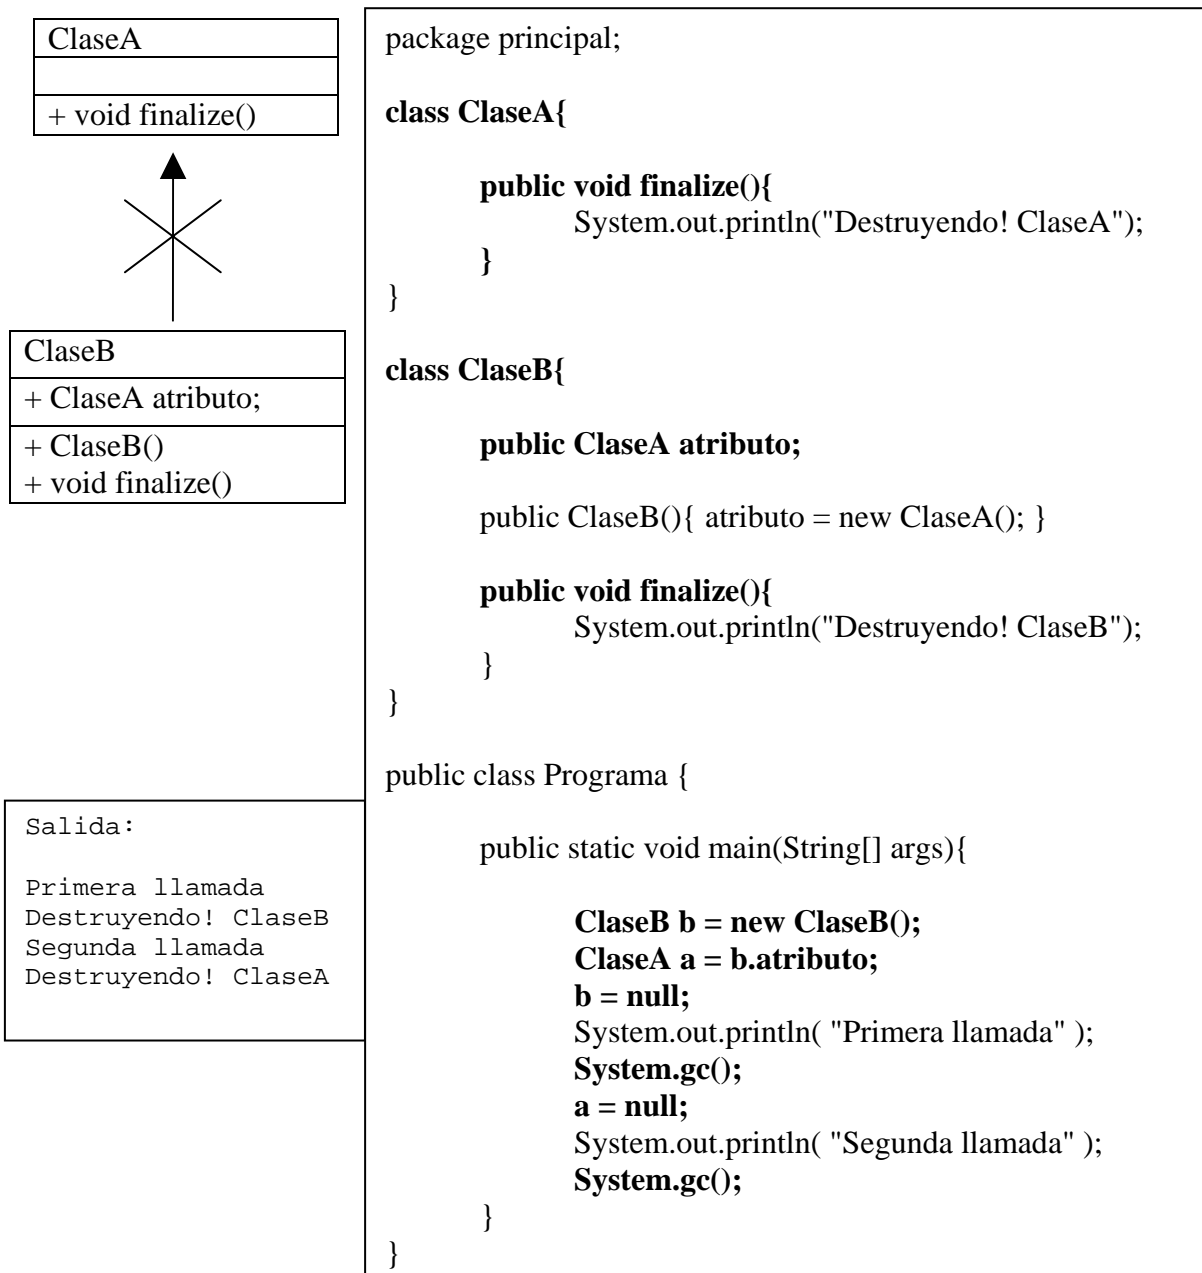 ClaseA
+ void finalize()
ClaseB
+ ClaseA atributo;
+ ClaseB()
+ void finalize()
Salida:
Primera llamada
Destruyendo! ClaseB
Segunda llamada
Destruyendo! ClaseA
package principal;
class ClaseA{
public void finalize(){
System.out.println("Destruyendo! ClaseA");
}
}
class ClaseB{
public ClaseA atributo;
public ClaseB(){ atributo = new ClaseA(); }
public void finalize(){
System.out.println("Destruyendo! ClaseB");
}
}
public class Programa {
public static void main(String[] args){
ClaseB b = new ClaseB();
ClaseA a = b.atributo;
b = null;
System.out.println( "Primera llamada" );
System.gc();
a = null;
System.out.println( "Segunda llamada" );
System.gc();
}
}